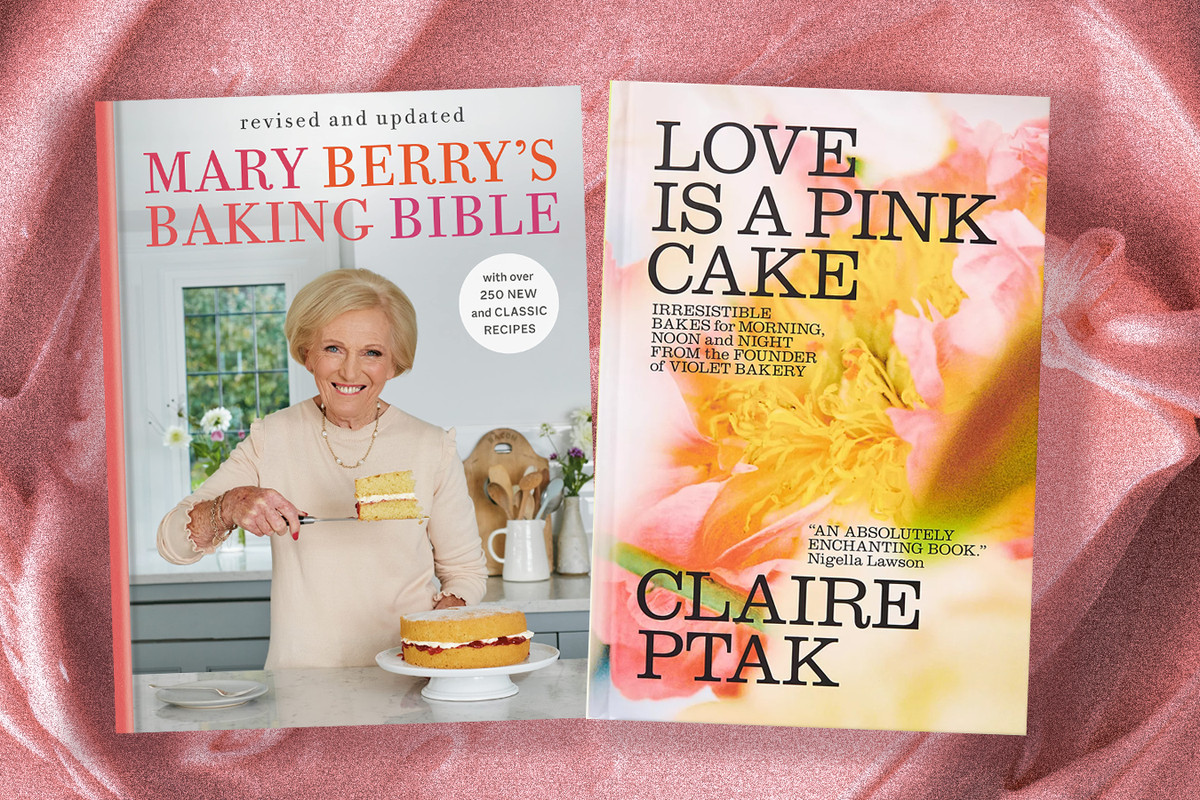 revised and updated
MARY BERRY'S
BAKING BIBLE
with over
250 NEW
and CLASSIC
RECIPES
LOVE
IS A PINK
CAKE
IRRESISTIBLE
BAKES for MORNING,
NOON and NIGHT
FROM the FOUNDER
of VIOLET BAKERY
“AN ABSOLUTELY
ENCHANTING BOOK.”
Nigella Lawson
CLAIRE
PTAK